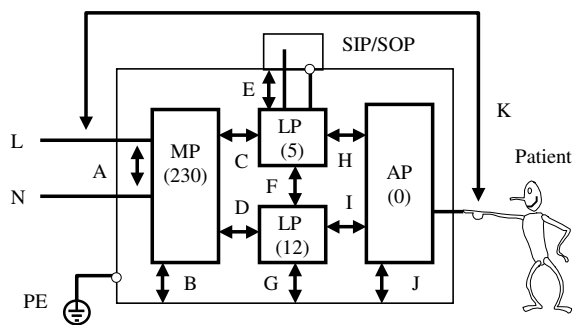 SIP/SOP
E
K
L
LP
(5)
MP
(230)
A
C
H
AP
(0)
Patient
N
F
D
I
LP
(12)
B
G
J
PE